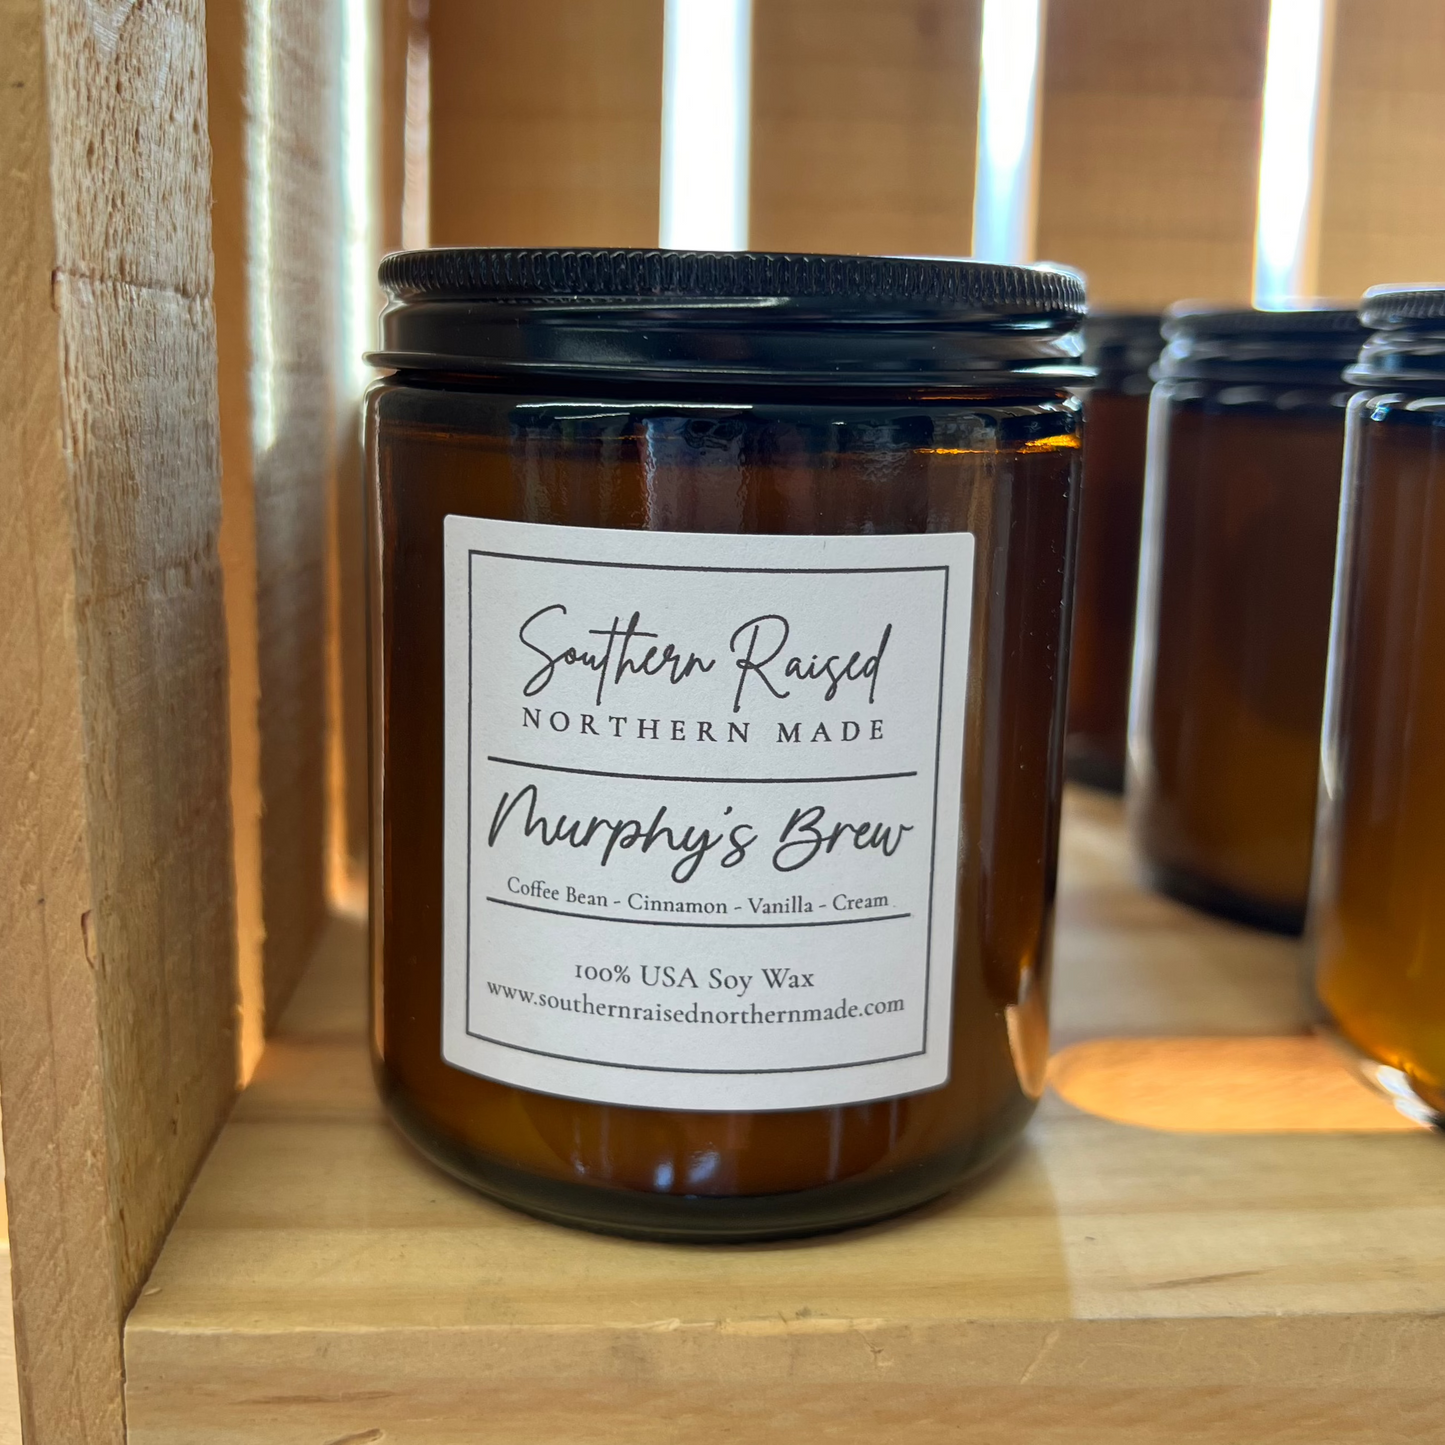 Southern Raised
NORTHERN MADE
Murphy's Brew
Coffee Bean - Cinnamon - Vanilla - Cream
100% USA Soy Wax
www.southernraisednorthernmade.com